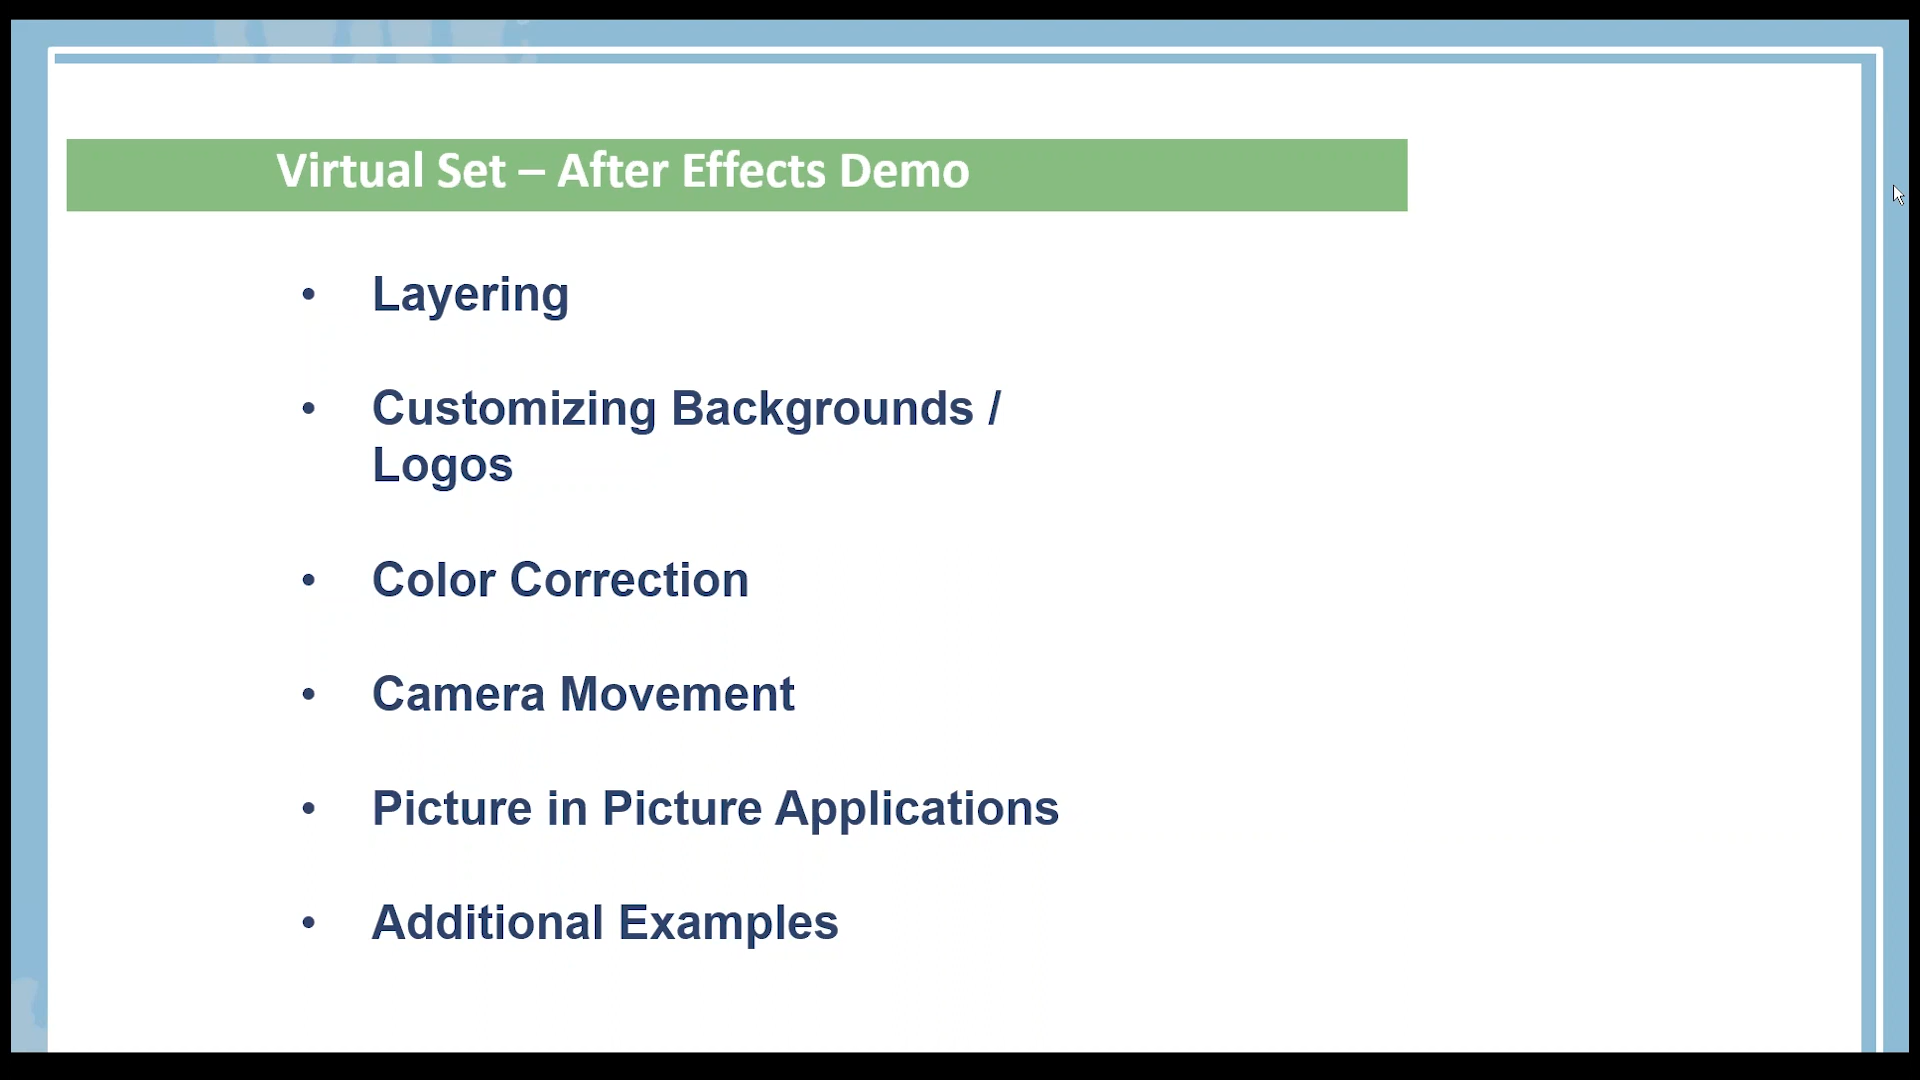 Virtual Set – After Effects Demo
• Layering
• Customizing Backgrounds /
Logos
• Color Correction
• Camera Movement
• Picture in Picture Applications
• Additional Examples